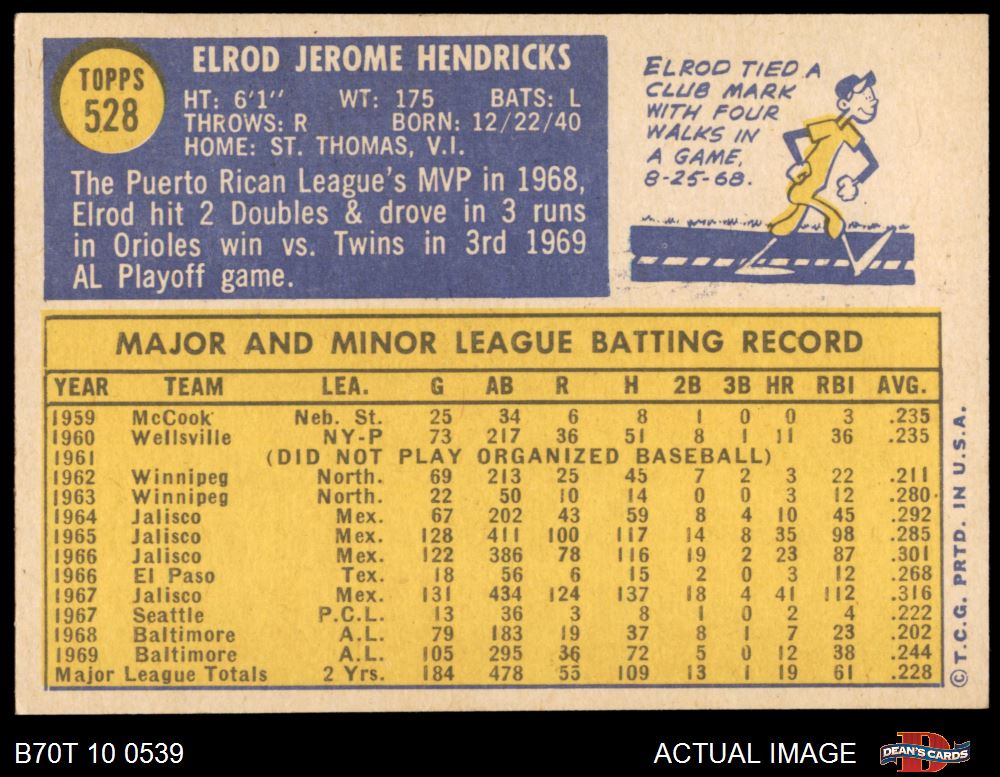 TOPPS
528
ELROD JEROME HENDRICKS
HT: 6'1" WT: 175 BATS: L
THROWS: R BORN: 12/22/40
HOME: ST. THOMAS, V.I.
The Puerto Rican League's MVP in 1968,
Elrod hit 2 Doubles & drove in 3 runs
in Orioles win vs. Twins in 3rd 1969
AL Playoff game.
ELROD TIED A
CLUB MARK
WITH FOUR
WALKS IN
A GAME,
8-25-68.
MAJOR AND MINOR LEAGUE BATTING RECORD
YEAR TEAM LEA. G AB R H 2B 3B HR RBI AVG.
1959 McCook Neb. St. 25 34 6 8 1 0 0 3 .235
1960 Wellsville NY-P 73 217 36 51 8 1 11 36 .235
1961 (DID NOT PLAY ORGANIZED BASEBALL)
1962 Winnipeg North. 69 213 25 45 7 2 3 22 .211
1963 Winnipeg North. 22 50 10 14 0 0 3 12 .280
1964 Jalisco Mex. 67 202 43 59 8 4 10 45 .292
1965 Jalisco Mex. 128 411 100 117 14 8 35 98 .285
1966 Jalisco Mex. 122 386 78 116 19 2 23 87 .301
1966 El Paso Tex. 18 56 6 15 2 0 3 12 .268
1967 Jalisco Mex. 131 434 124 137 18 4 41 112 .316
1967 Seattle P.C.L. 13 36 3 8 1 0 2 4 .222
1968 Baltimore A.L. 79 183 19 37 8 1 7 23 .202
1969 Baltimore A.L. 105 295 36 72 5 0 12 38 .244
Major League Totals 2 Yrs. 184 478 55 109 13 1 19 61 .228
© T.C.G. PRTD. IN U.S.A.
B70T 10 0539
ACTUAL IMAGE
D
DEAN'S CARDS